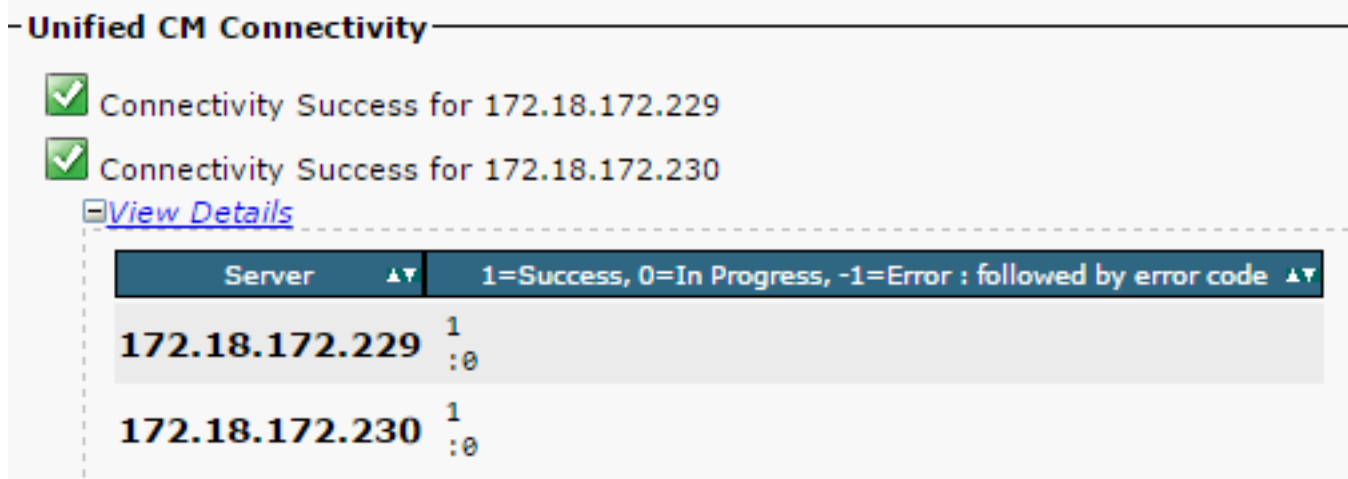 Unified CM Connectivity
Connectivity Success for 172.18.172.229
Connectivity Success for 172.18.172.230
View Details
Server 1=Success, 0=In Progress, -1=Error : followed by error code
172.18.172.229 1
:0
172.18.172.230 1
:0